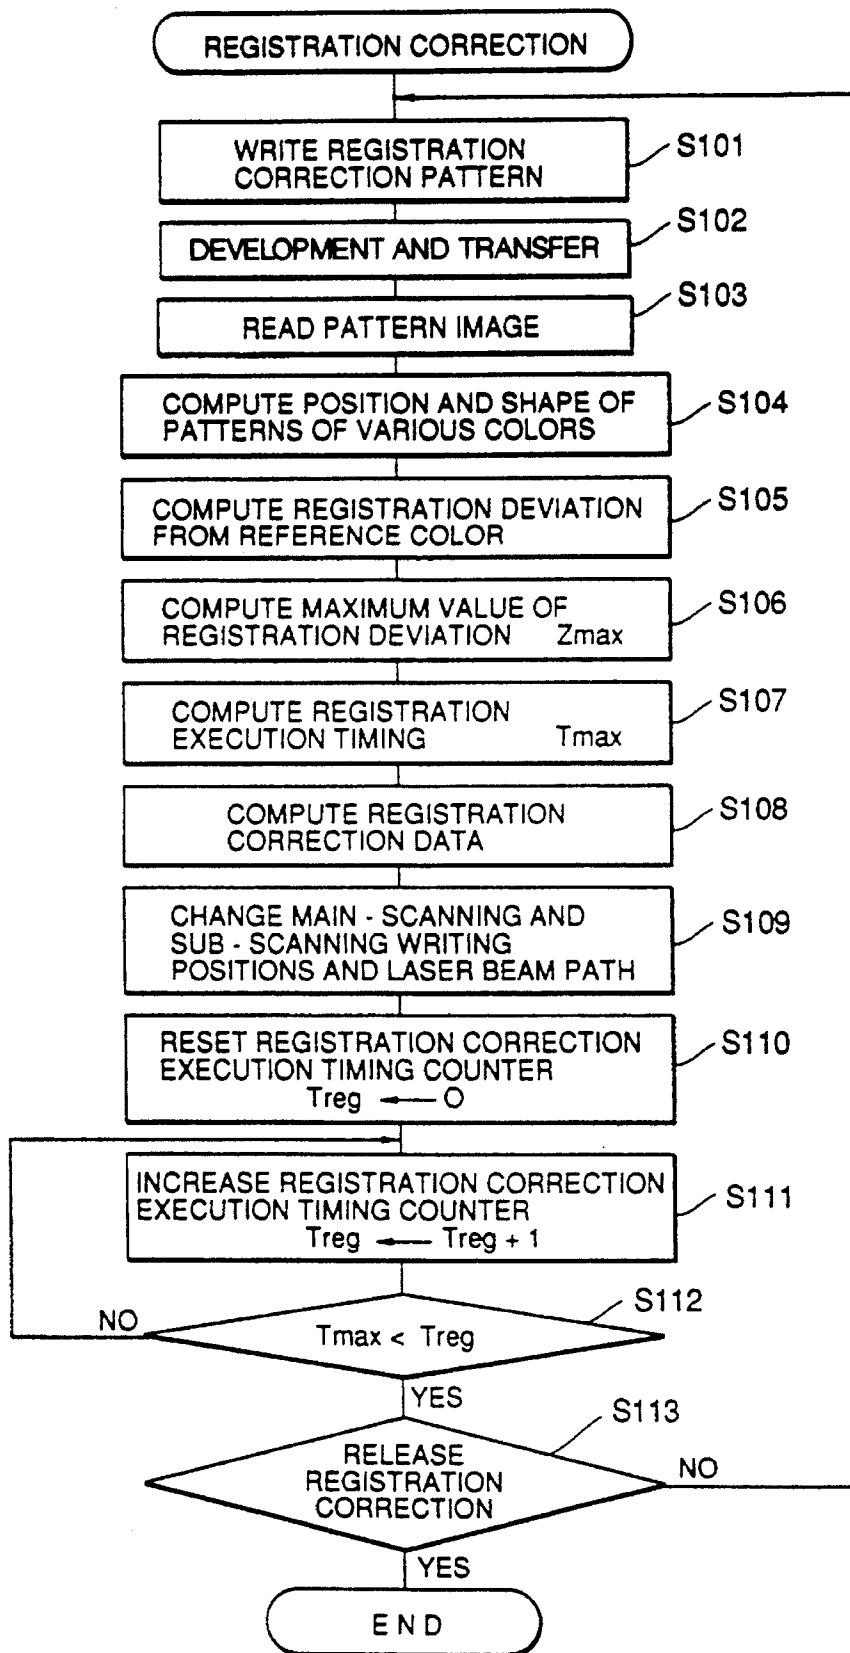 REGISTRATION CORRECTION
WRITE REGISTRATION
CORRECTION PATTERN
S101
DEVELOPMENT AND TRANSFER
S102
READ PATTERN IMAGE
S103
COMPUTE POSITION AND SHAPE OF
PATTERNS OF VARIOUS COLORS
S104
COMPUTE REGISTRATION DEVIATION
FROM REFERENCE COLOR
S105
COMPUTE MAXIMUM VALUE OF
REGISTRATION DEVIATION Zmax
S106
COMPUTE REGISTRATION
EXECUTION TIMING Tmax
S107
COMPUTE REGISTRATION
CORRECTION DATA
S108
CHANGE MAIN - SCANNING AND
SUB - SCANNING WRITING
POSITIONS AND LASER BEAM PATH
S109
RESET REGISTRATION CORRECTION
EXECUTION TIMING COUNTER
Treg ← O
S110
INCREASE REGISTRATION CORRECTION
EXECUTION TIMING COUNTER
Treg ← Treg + 1
S111
S112
NO
Tmax < Treg
YES
S113
RELEASE
REGISTRATION
CORRECTION
NO
YES
E N D